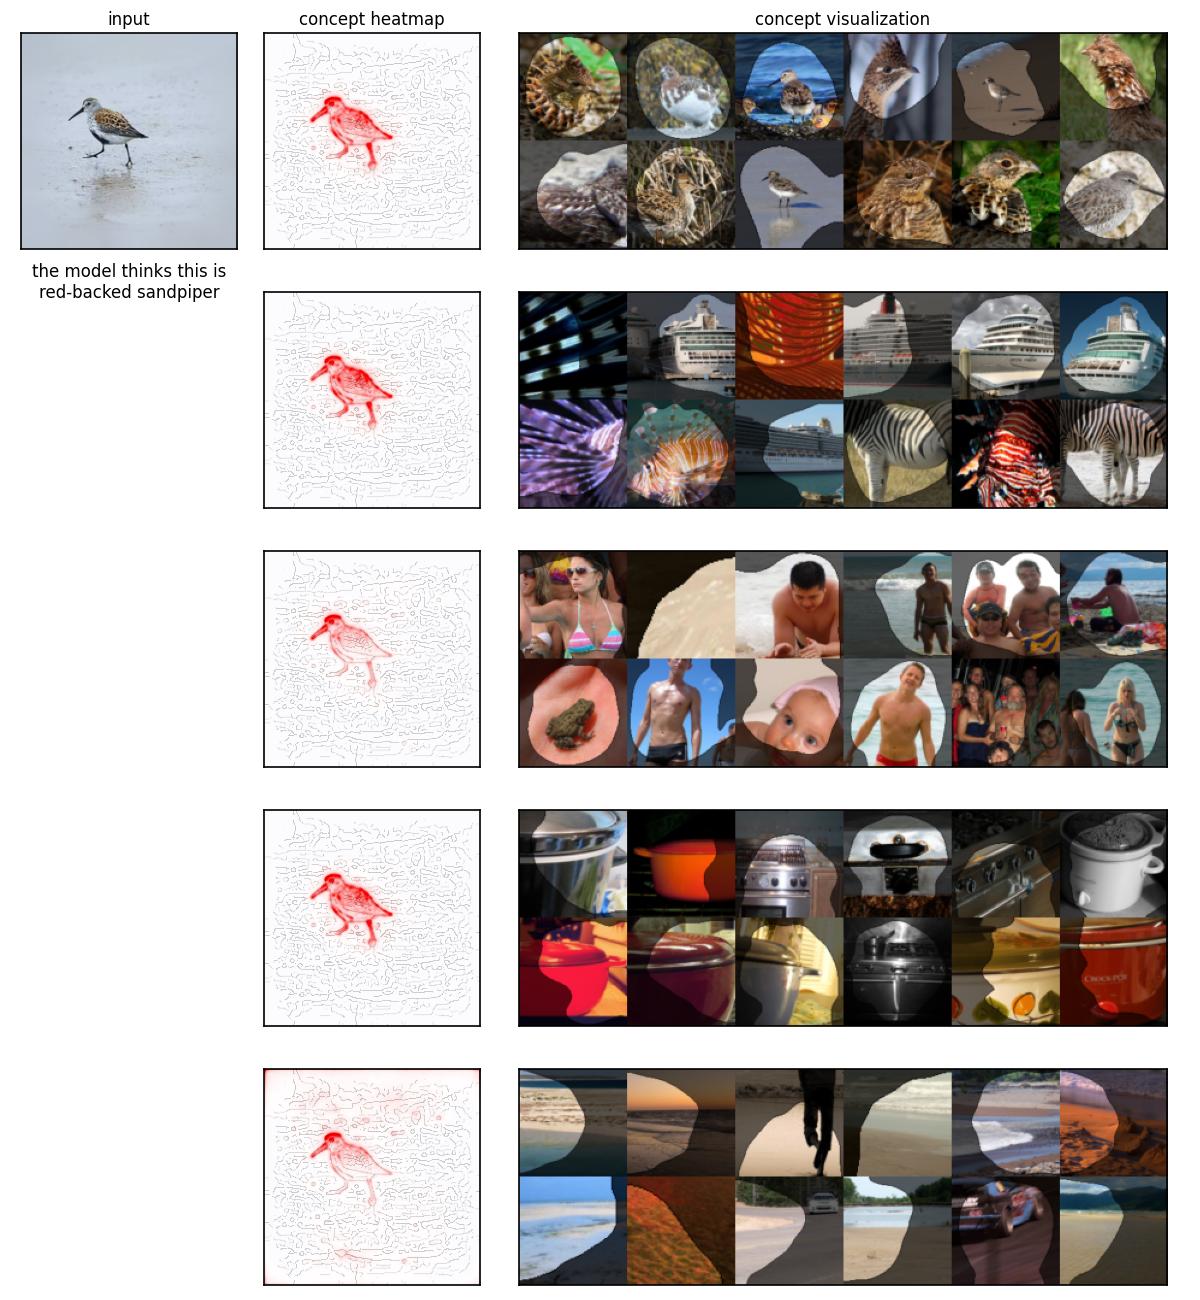 input
concept heatmap
concept visualization
the model thinks this is
red-backed sandpiper
CROCK-POT